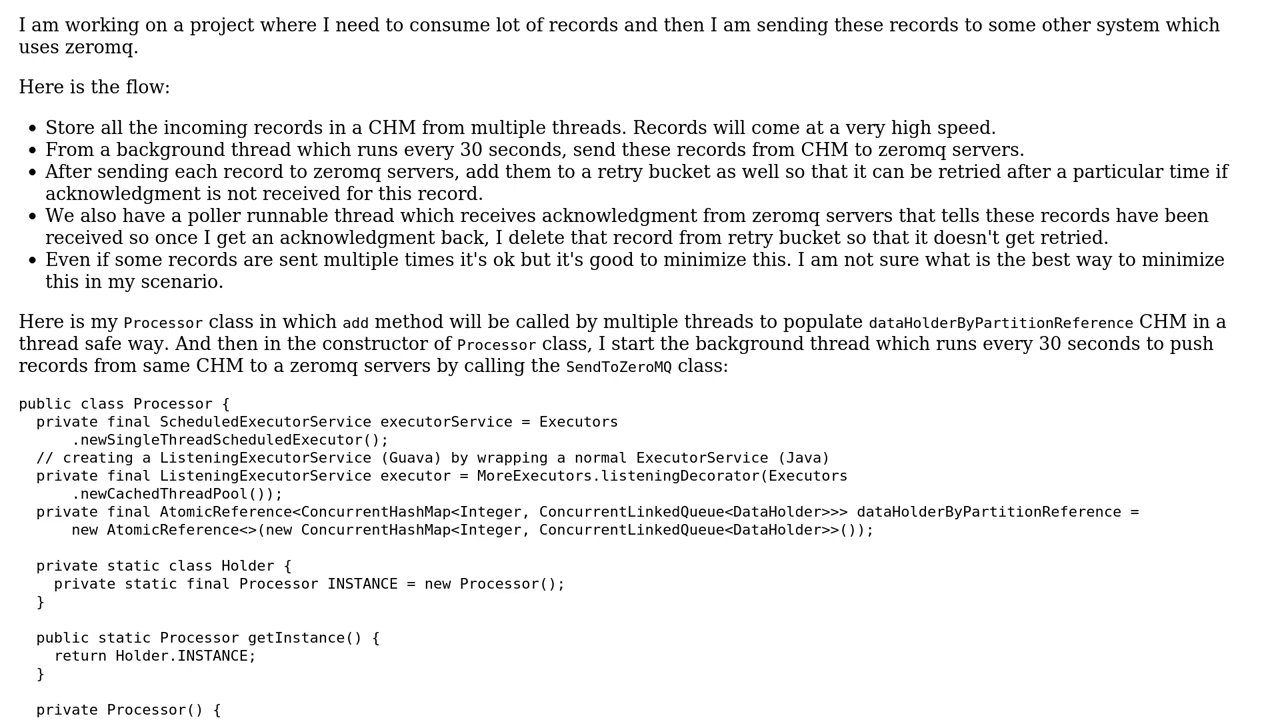 I am working on a project where I need to consume lot of records and then I am sending these records to some other system which
uses zeromq.
Here is the flow:
• Store all the incoming records in a CHM from multiple threads. Records will come at a very high speed.
• From a background thread which runs every 30 seconds, send these records from CHM to zeromq servers.
• After sending each record to zeromq servers, add them to a retry bucket as well so that it can be retried after a particular time if
acknowledgment is not received for this record.
• We also have a poller runnable thread which receives acknowledgment from zeromq servers that tells these records have been
received so once I get an acknowledgment back, I delete that record from retry bucket so that it doesn't get retried.
• Even if some records are sent multiple times it's ok but it's good to minimize this. I am not sure what is the best way to minimize
this in my scenario.
Here is my Processor class in which add method will be called by multiple threads to populate dataHolderByPartitionReference CHM in a
thread safe way. And then in the constructor of Processor class, I start the background thread which runs every 30 seconds to push
records from same CHM to a zeromq servers by calling the SendToZeroMQ class:
public class Processor {
  private final ScheduledExecutorService executorService = Executors
      .newSingleThreadScheduledExecutor();
  // creating a ListeningExecutorService (Guava) by wrapping a normal ExecutorService (Java)
  private final ListeningExecutorService executor = MoreExecutors.listeningDecorator(Executors
      .newCachedThreadPool());
  private final AtomicReference<ConcurrentHashMap<Integer, ConcurrentLinkedQueue<DataHolder>>> dataHolderByPartitionReference =
      new AtomicReference<>(new ConcurrentHashMap<Integer, ConcurrentLinkedQueue<DataHolder>>());
  private static class Holder {
    private static final Processor INSTANCE = new Processor();
  }
  public static Processor getInstance() {
    return Holder.INSTANCE;
  }
  private Processor() {